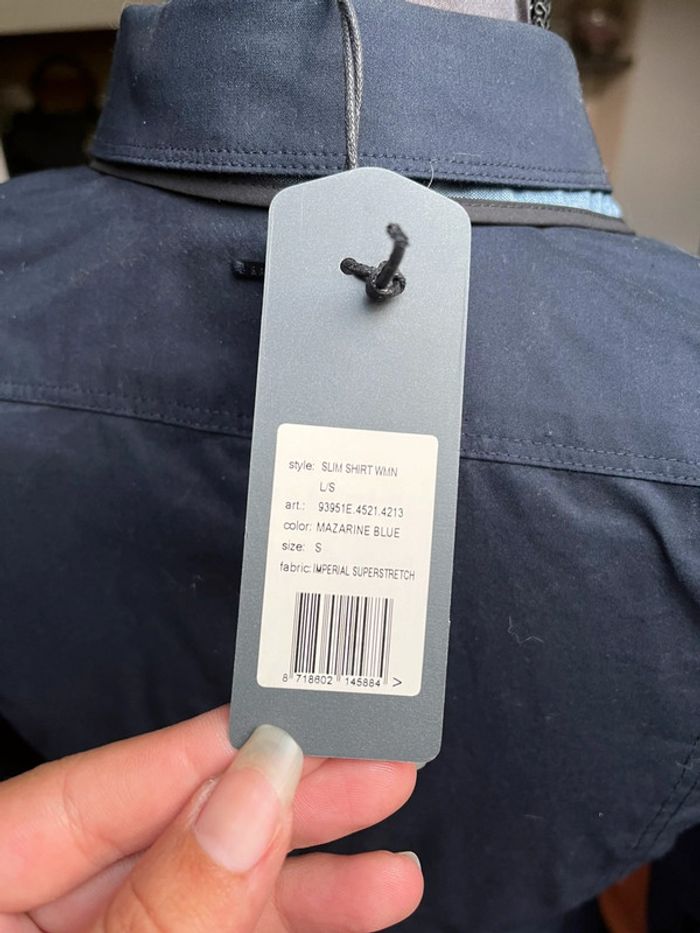 style: SLIM SHIRT WMN
L/S
art.: 93951E.4521.4213
color: MAZARINE BLUE
size: S
fabric: IMPERIAL SUPERSTRETCH
8 718602 145884 >